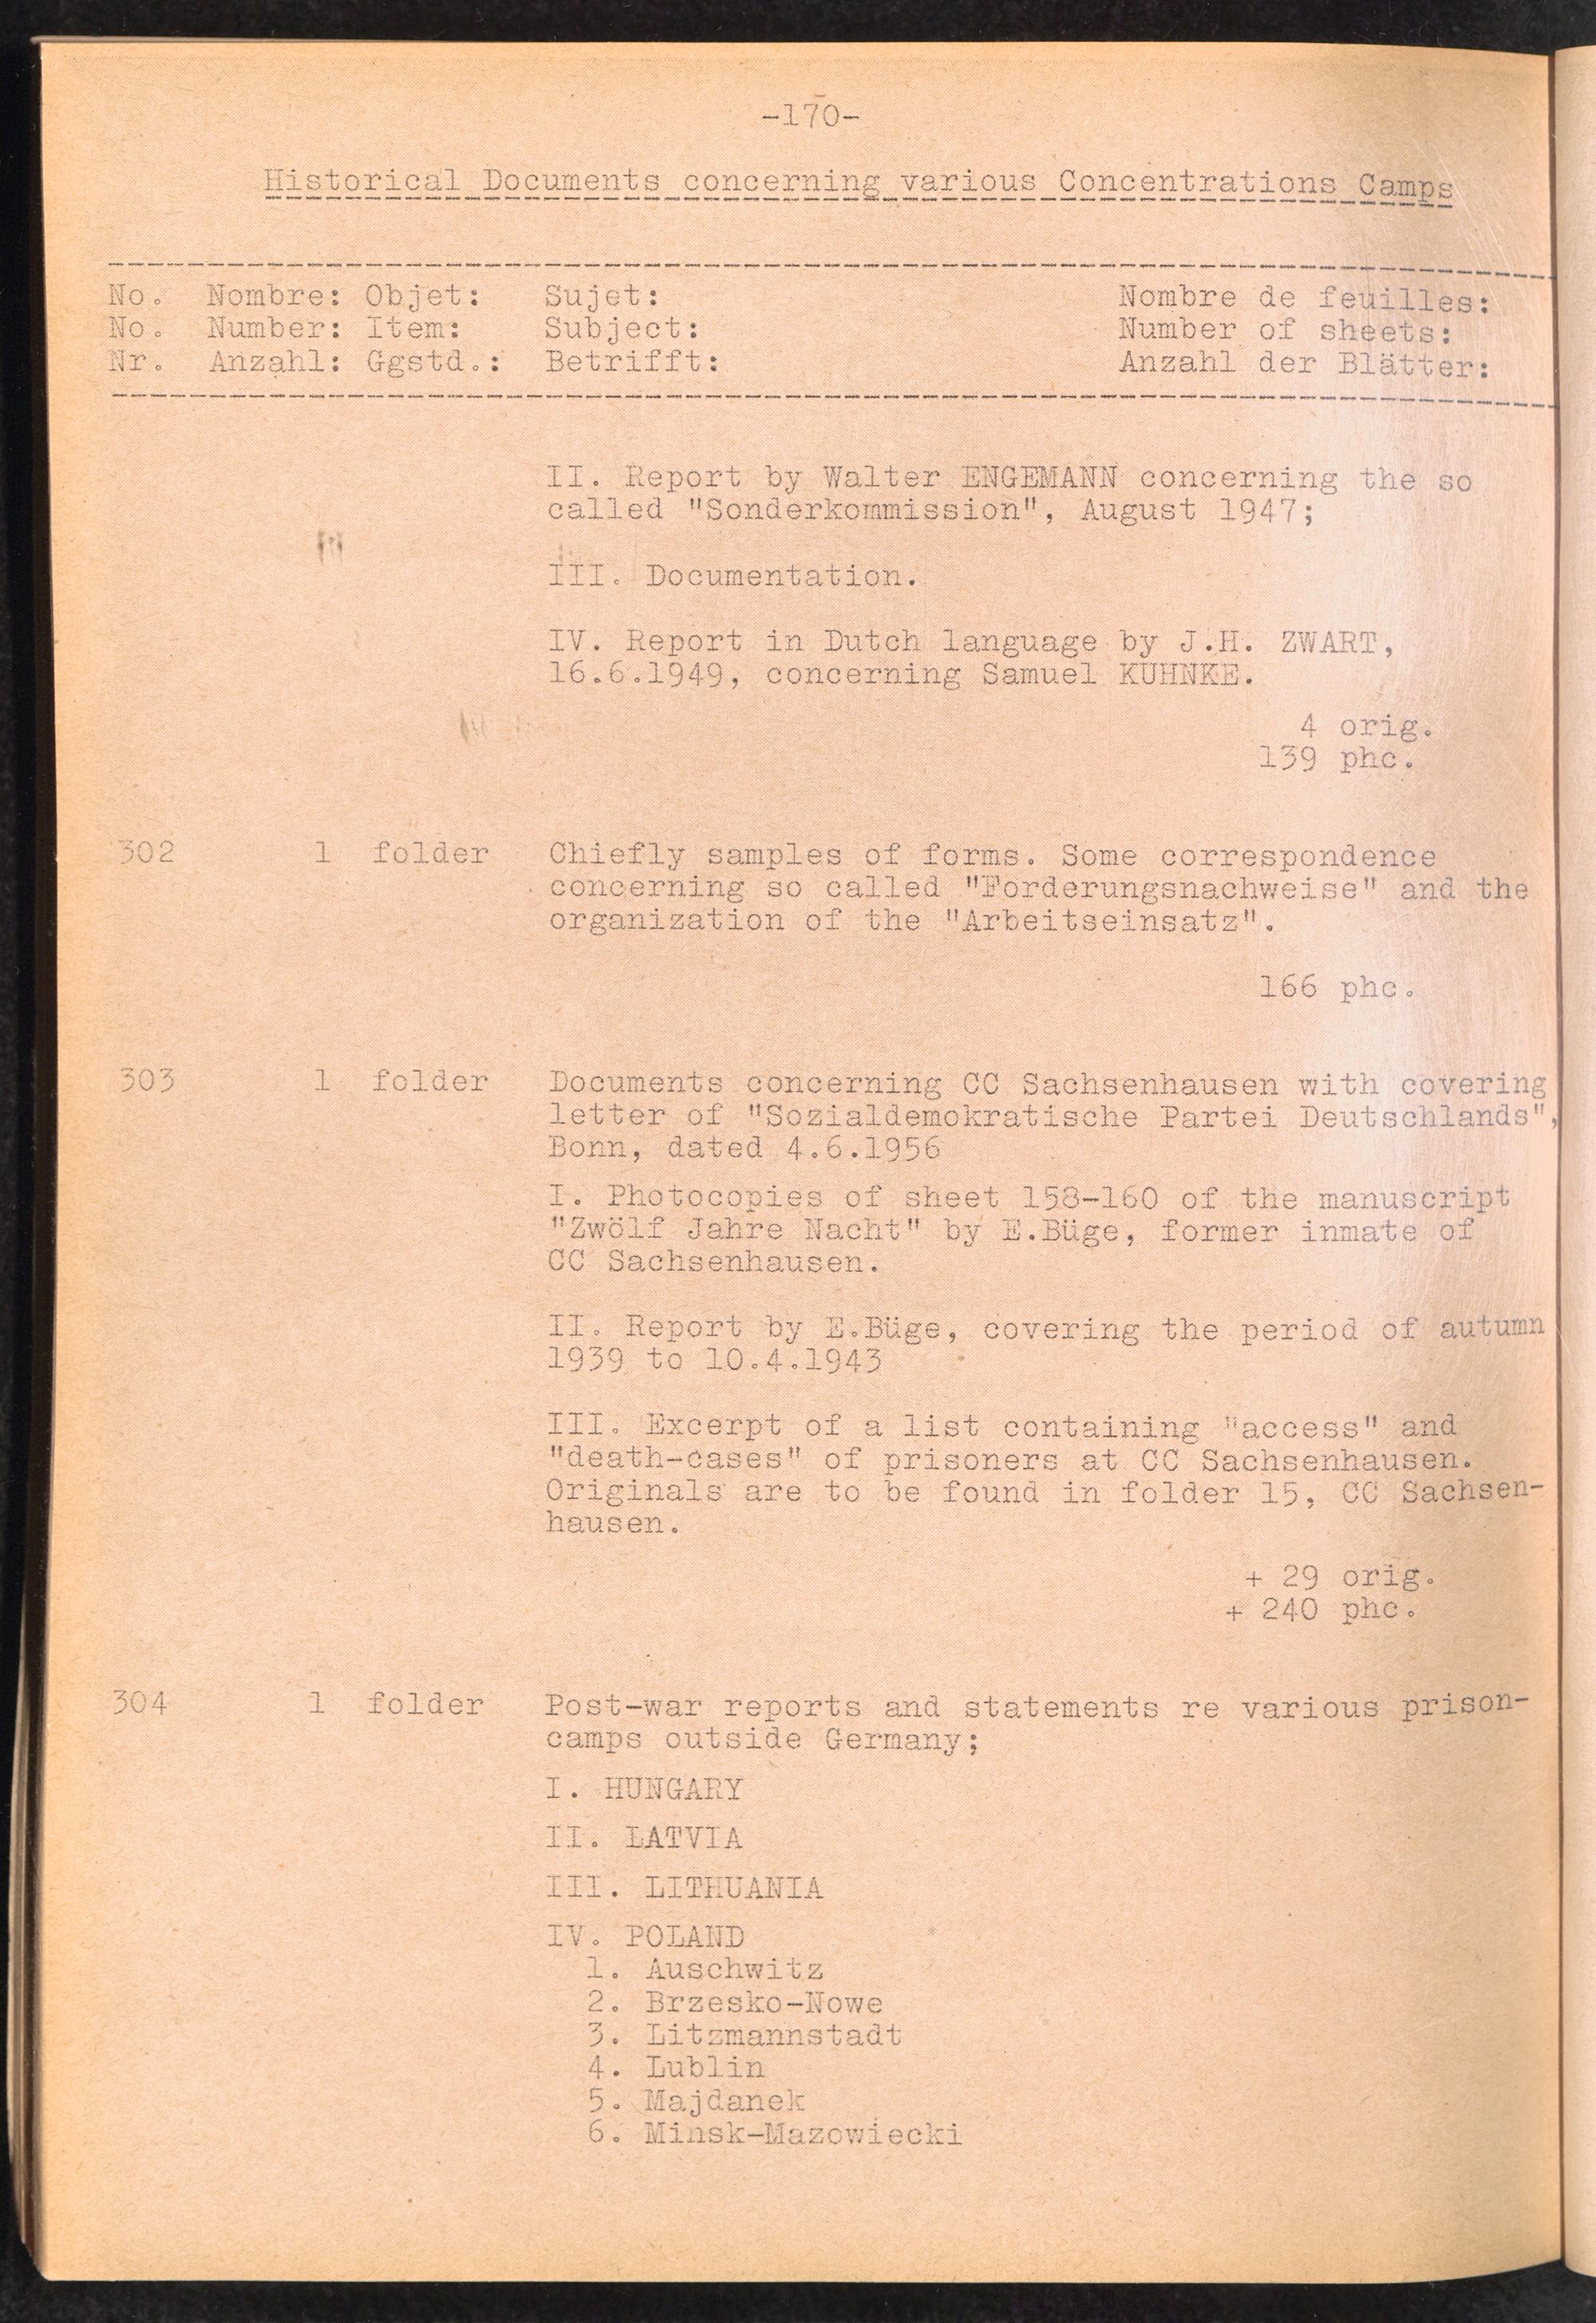 -170-
Historical Documents concerning various Concentrations Camps
No. Nombre: Objet: Sujet: Nombre de feuilles:
No. Number: Item: Subject: Number of sheets:
Nr. Anzahl: Ggstd.: Betrifft: Anzahl der Blätter:
II. Report by Walter ENGEMANN concerning the so
called "Sonderkommission", August 1947;
III. Documentation.
IV. Report in Dutch language by J.H. ZWART,
16.6.1949, concerning Samuel KUHNKE.
4 orig.
139 phc.
302 1 folder Chiefly samples of forms. Some correspondence
concerning so called "Forderungsnachweise" and the
organization of the "Arbeitseinsatz".
166 phc.
303 1 folder Documents concerning CC Sachsenhausen with covering
letter of "Sozialdemokratische Partei Deutschlands",
Bonn, dated 4.6.1956
I. Photocopies of sheet 158-160 of the manuscript
"Zwölf Jahre Nacht" by E.Büge, former inmate of
CC Sachsenhausen.
II. Report by E.Büge, covering the period of autumn
1939 to 10.4.1943
III. Excerpt of a list containing "access" and
"death-cases" of prisoners at CC Sachsenhausen.
Originals are to be found in folder 15, CC Sachsen-
hausen.
+ 29 orig.
+ 240 phc.
304 1 folder Post-war reports and statements re various prison-
camps outside Germany;
I. HUNGARY
II. LATVIA
III. LITHUANIA
IV. POLAND
1. Auschwitz
2. Brzesko-Nowe
3. Litzmannstadt
4. Lublin
5. Majdanek
6. Minsk-Mazowiecki